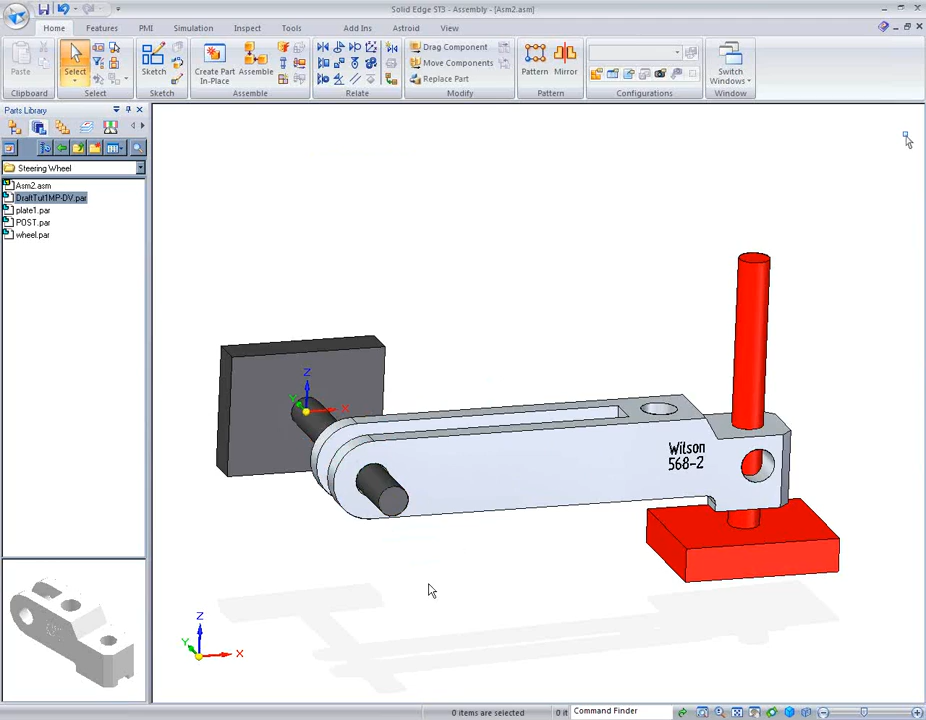 Solid Edge ST3 - Assembly - [Asm2.asm]
Home Features PMI Simulation Inspect Tools Add Ins Astroid View
Paste
Select
Sketch
Create Part In-Place
Assemble
Drag Component
Move Components
Replace Part
Pattern Mirror
Switch Windows
Clipboard Select Sketch Assemble Relate Modify Pattern Configurations Window
Parts Library
Steering Wheel
Asm2.asm
DraftTut1MP-DV.par
plate1.par
POST.par
wheel.par
Z
Y
X
Wilson
568-2
Z
Y
X
0 items are selected 0 it Command Finder